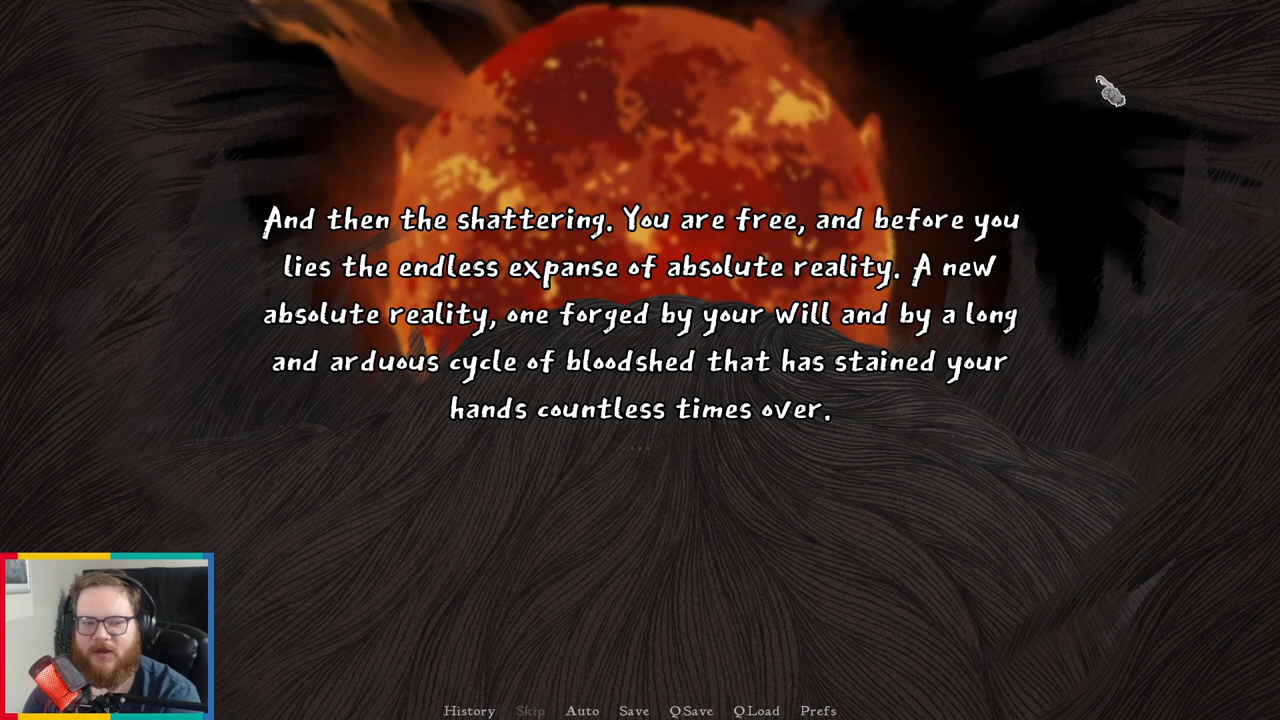 And then the shattering. You are free, and before you
lies the endless expanse of absolute reality. A new
absolute reality, one forged by your will and by a long
and arduous cycle of bloodshed that has stained your
hands countless times over.
...
History Skip Auto Save Q.Save Q.Load Prefs